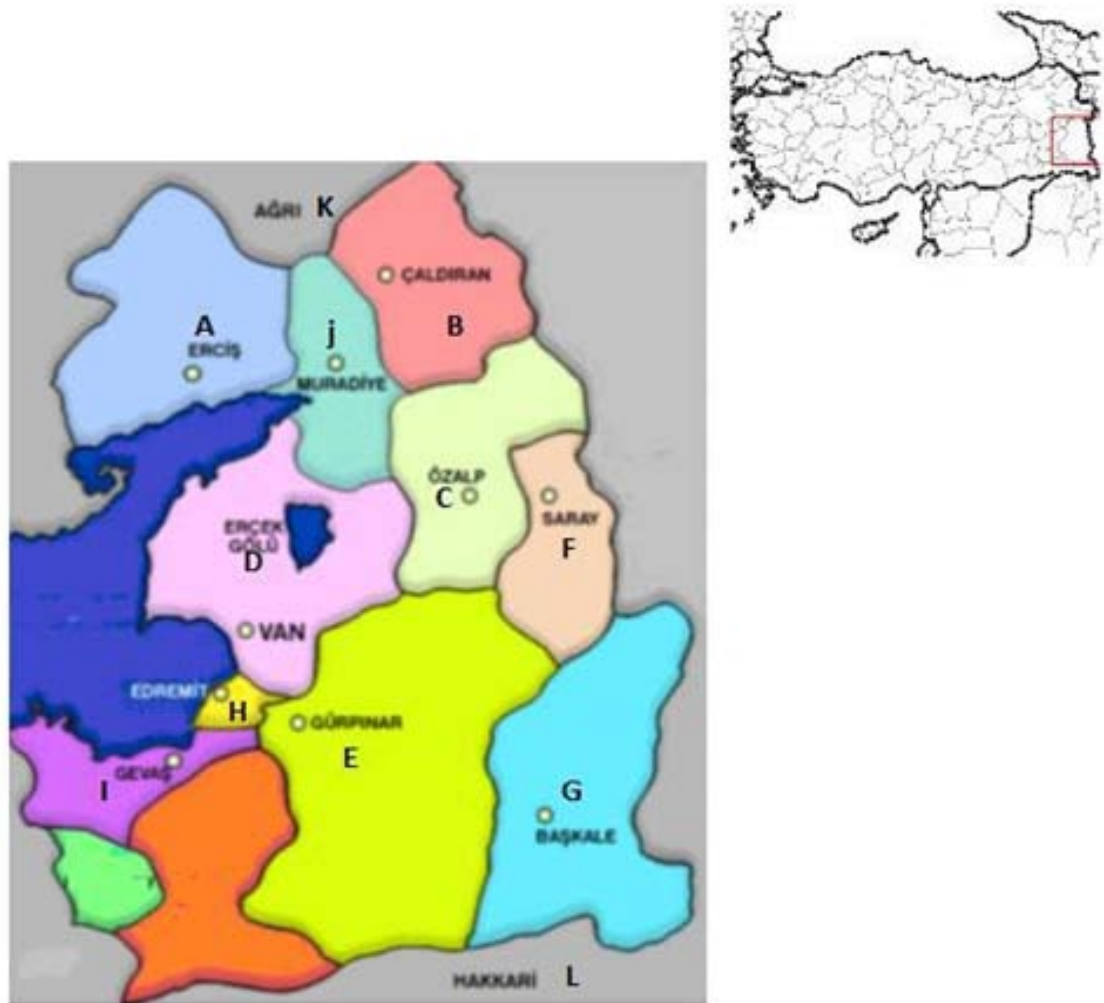 AĞRI K
ÇALDIRAN
A
j
B
ERCİŞ
MURADİYE
ÖZALP
C
ERÇEK
GÖLÜ
D
SARAY
F
VAN
EDREMİT
H
GÜRPINAR
E
GEVAŞ
I
G
BAŞKALE
HAKKARİ L